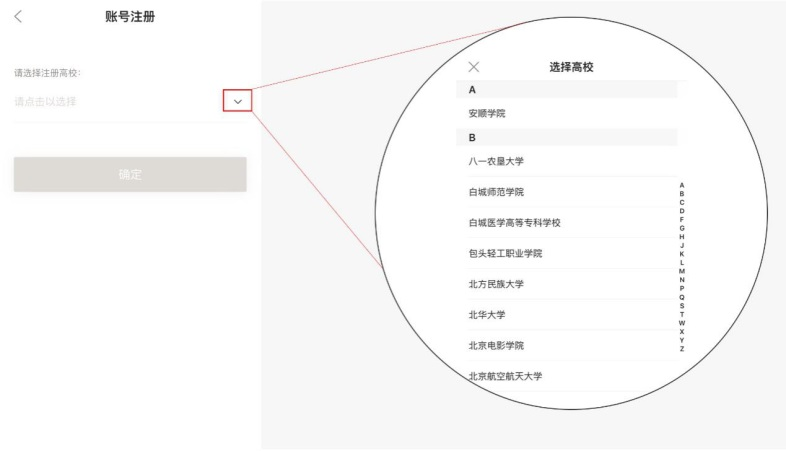 账号注册
请选择注册高校:
请点击以选择
确定
选择高校
A
安顺学院
B
八一农垦大学
白城师范学院
白城医学高等专科学校
包头轻工职业学院
北方民族大学
北华大学
北京电影学院
北京航空航天大学
A
B
C
D
F
G
H
J
K
L
M
N
P
Q
S
T
W
X
Y
Z